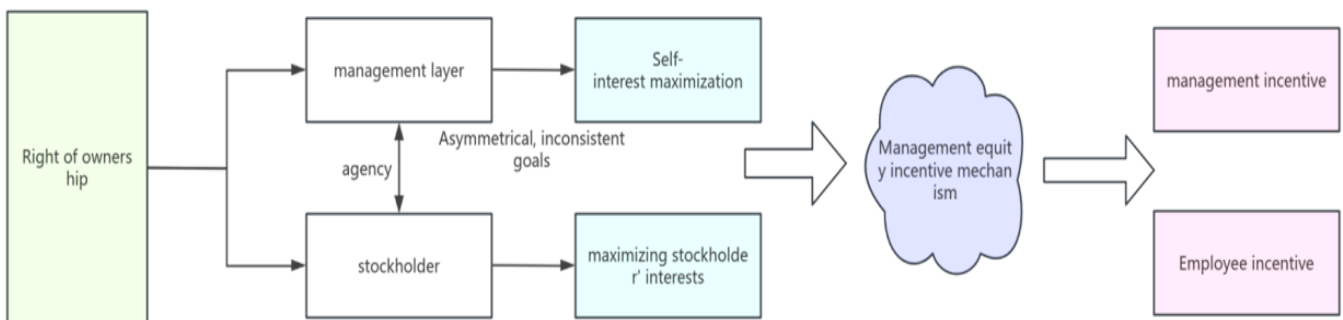 Right of owners
hip
management layer
Self-
interest maximization
agency
Asymmetrical, inconsistent
goals
stockholder
maximizing stockholde
r' interests
Management equit
y incentive mechan
ism
management incentive
Employee incentive